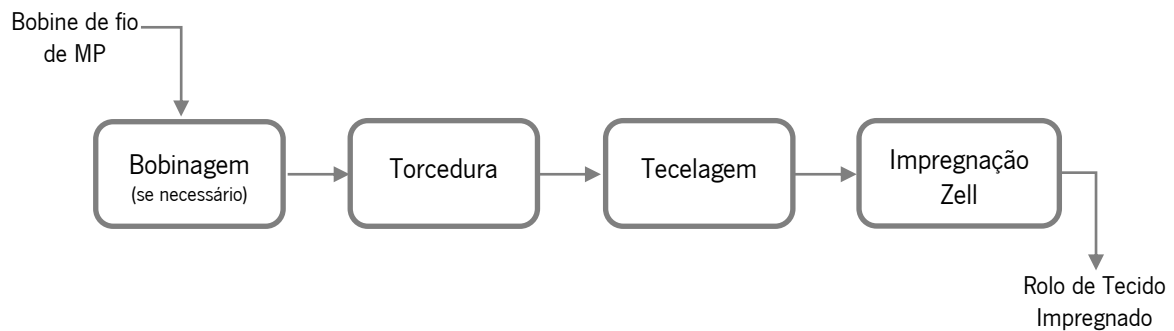 Bobine de fio
de MP
Bobinagem
(se necessário)
Torcedura
Tecelagem
Impregnação
Zell
Rolo de Tecido
Impregnado